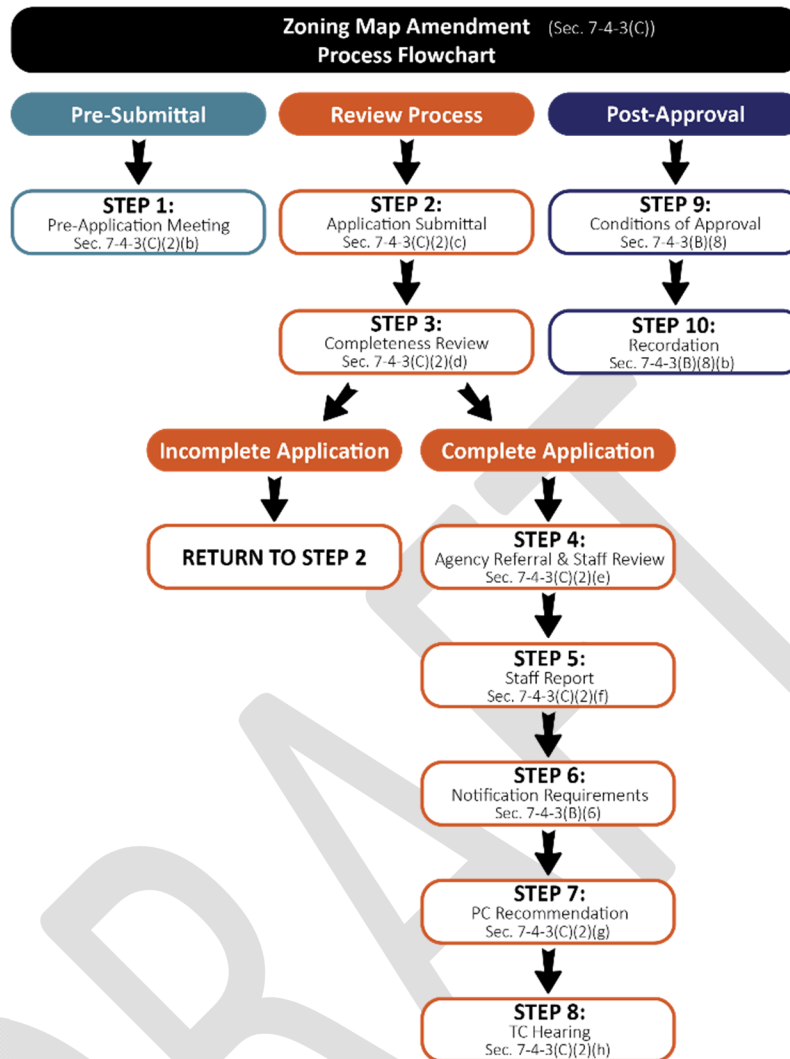 Zoning Map Amendment (Sec. 7-4-3(C))
Process Flowchart
Pre-Submittal
STEP 1:
Pre-Application Meeting
Sec. 7-4-3(C)(2)(b)
Review Process
STEP 2:
Application Submittal
Sec. 7-4-3(C)(2)(c)
STEP 3:
Completeness Review
Sec. 7-4-3(C)(2)(d)
Incomplete Application
RETURN TO STEP 2
Complete Application
STEP 4:
Agency Referral & Staff Review
Sec. 7-4-3(C)(2)(e)
STEP 5:
Staff Report
Sec. 7-4-3(C)(2)(f)
STEP 6:
Notification Requirements
Sec. 7-4-3(B)(6)
STEP 7:
PC Recommendation
Sec. 7-4-3(C)(2)(g)
STEP 8:
TC Hearing
Sec. 7-4-3(C)(2)(h)
Post-Approval
STEP 9:
Conditions of Approval
Sec. 7-4-3(B)(8)
STEP 10:
Recordation
Sec. 7-4-3(B)(8)(b)
DRAFT